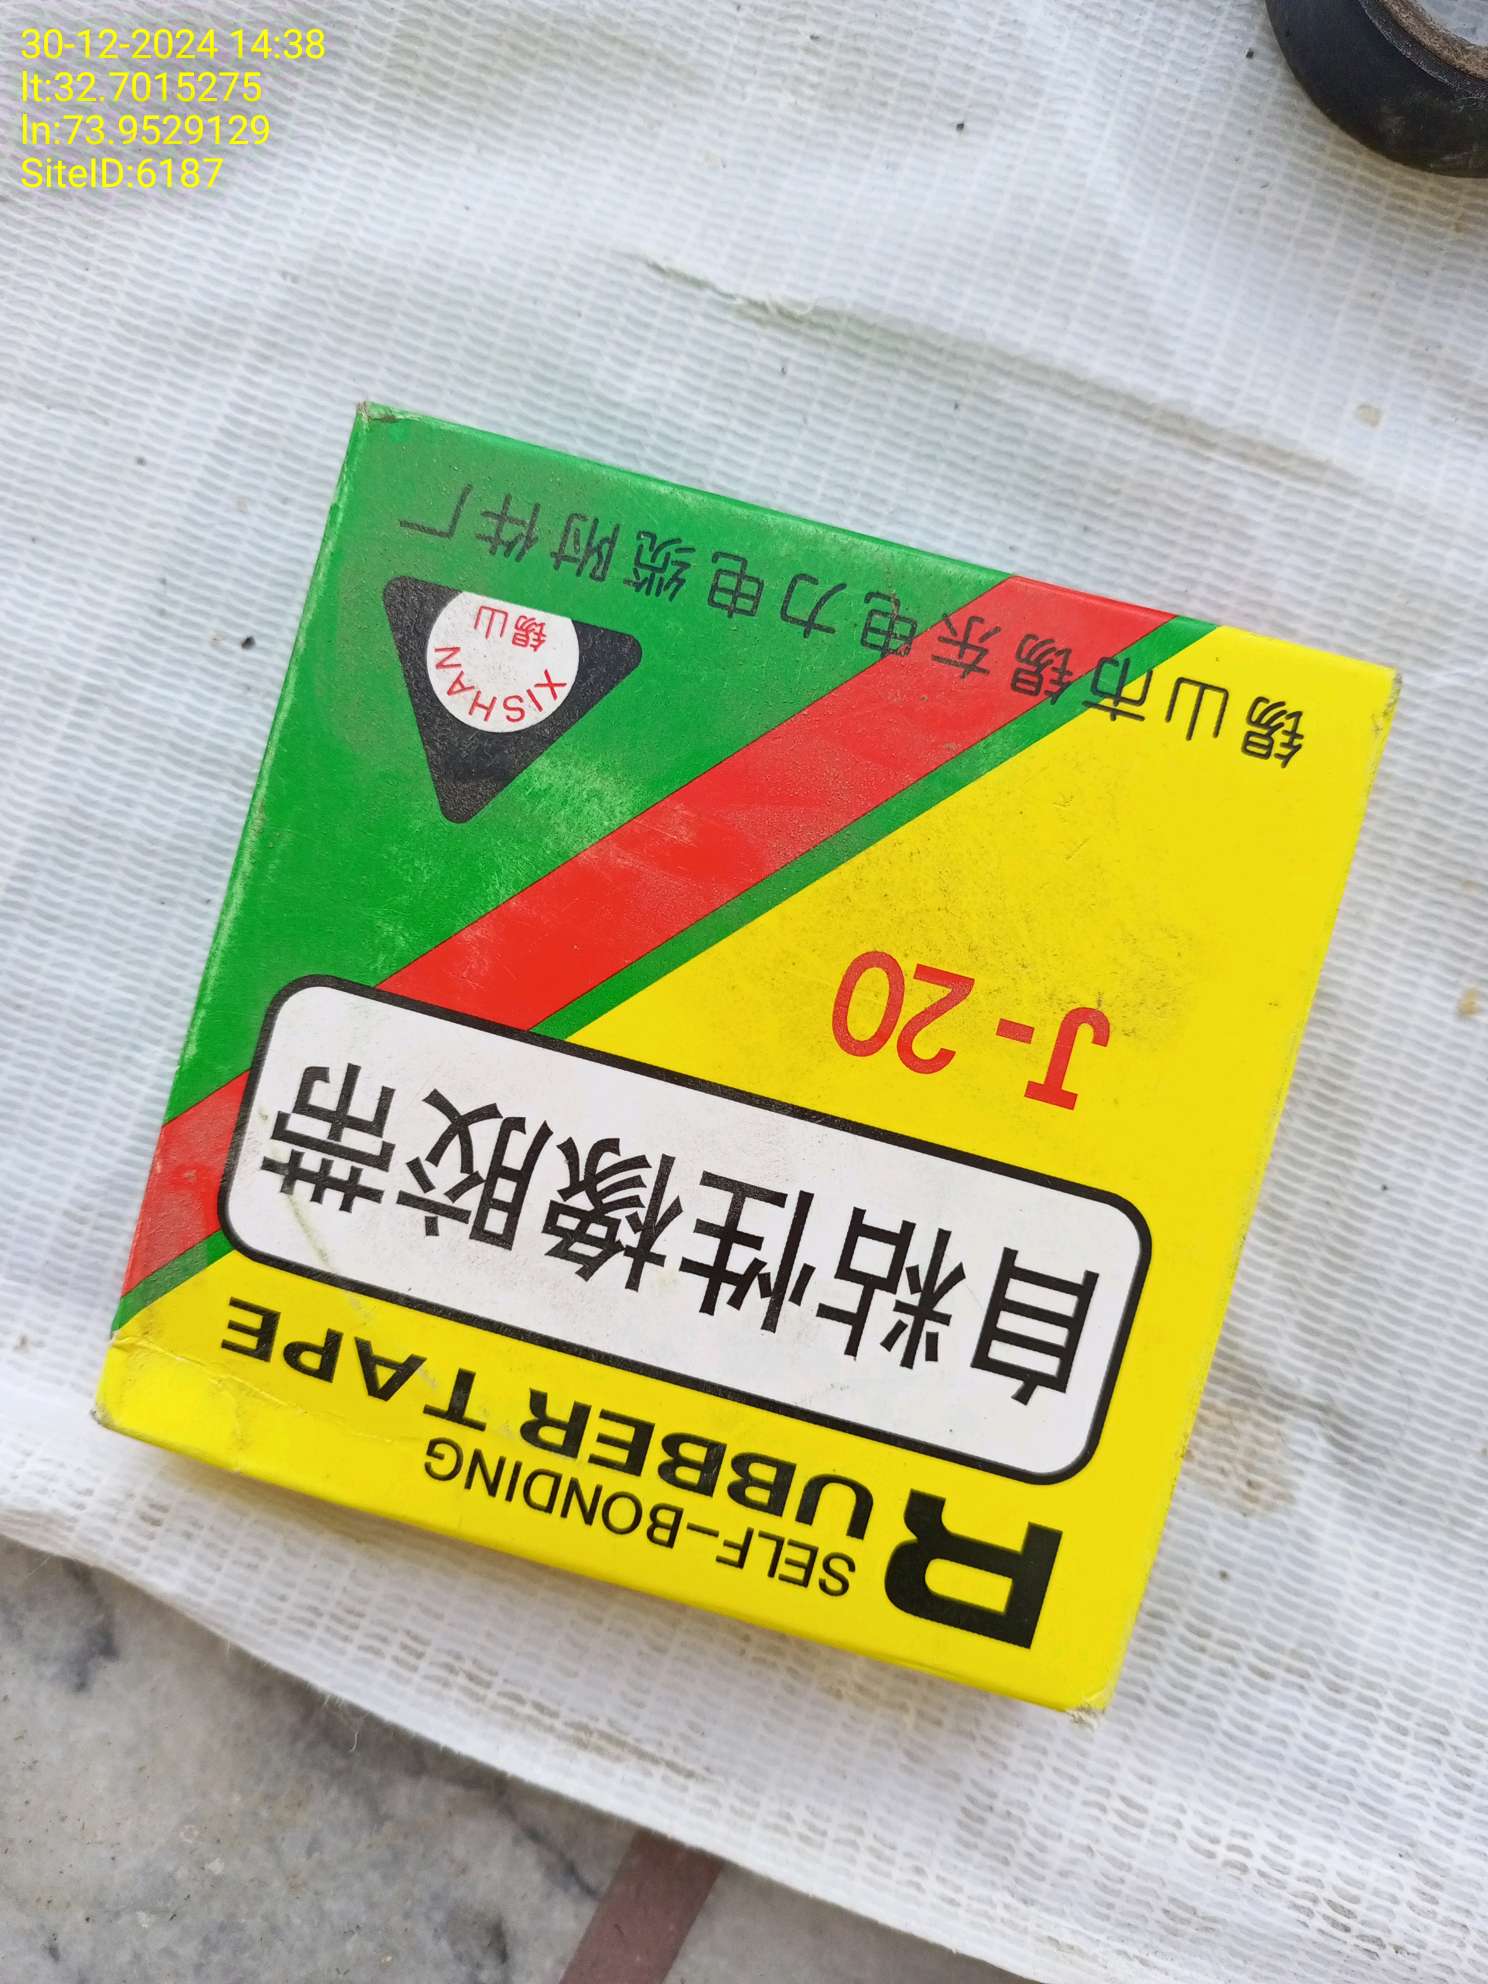 30-12-2024 14:38
lt:32.7015275
ln:73.9529129
SiteID:6187
SELF-BONDING
RUBBER TAPE
自粘性橡胶带
J-20
XISHAN
锡山
锡山市锡东电力电缆附件厂